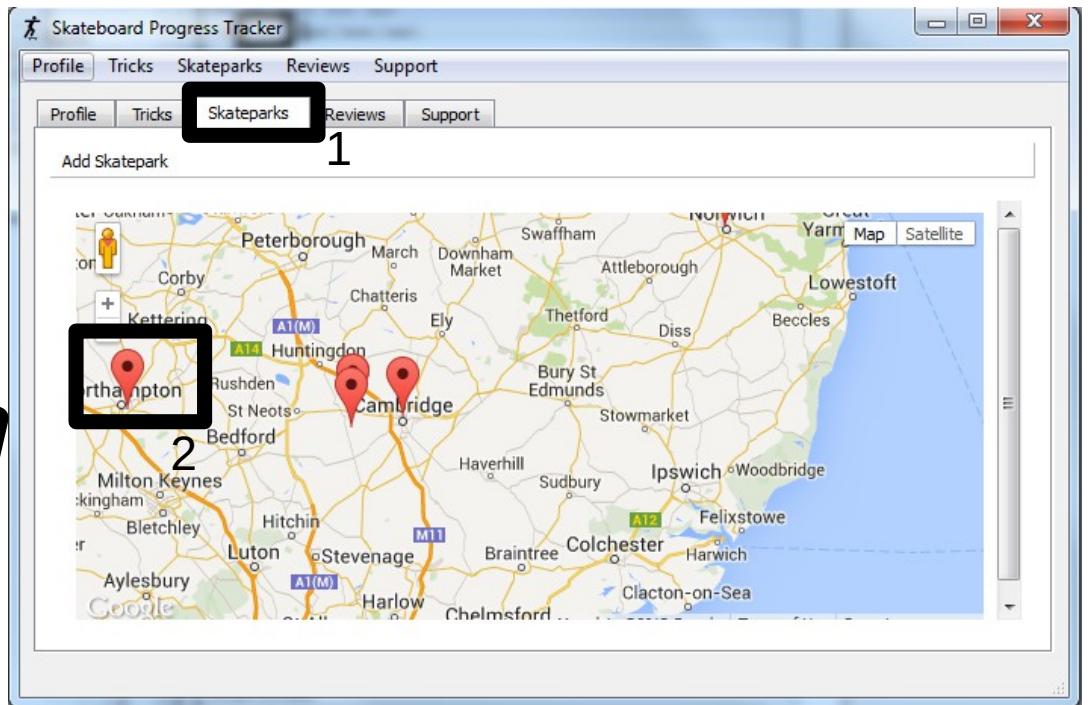 Skateboard Progress Tracker
Profile Tricks Skateparks Reviews Support
Profile Tricks Skateparks Reviews Support
1
Add Skatepark
Norwich
Swaffham
Map Satellite
Peterborough
March
Downham
Market
Attleborough
Corby
Lowestoft
Chatteris
Kettering
Ely
Thetford
Diss
Beccles
A1(M)
A14
Huntingdon
Bury St
Edmunds
Rushden
St Neots
Cambridge
Stowmarket
Bedford
2
Haverhill
Ipswich
Woodbridge
Milton Keynes
Sudbury
Bletchley
Hitchin
M11
A12
Felixstowe
Luton
Stevenage
Braintree
Colchester
Harwich
Aylesbury
A1(M)
Clacton-on-Sea
Google
Harlow
Chelmsford